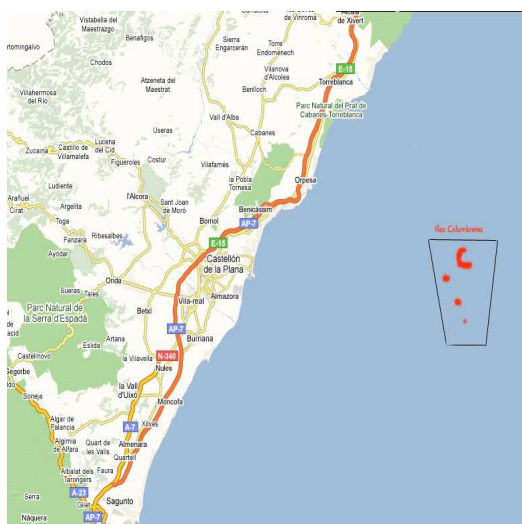 Vistabella del
Maestrazgo
Benafigos
Sierra
Engarcerán
de
Vinromà
Alcalà
de Xivert
Torre
Endoménech
Vilanova
d'Alcolea
E-15
Torreblanca
Chodos
Atzeneta del
Maestrat
Benlloch
Villahermosa
del Río
Parc Natural del Prat de
Cabanes-Torreblanca
Vall d'Alba
Cabanes
Useras
Lucena
del Cid
Zucaina
Castillo de
Villamalefa
Figueroles
Costur
Vilafamés
la Pobla
Tornesa
Orpesa
Ludiente
l'Alcora
Sant Joan
de Moró
Benicàssim
Arañuel
Cirat
Argelita
Toga
Fanzara
Ribesalbes
Borriol
AP-7
E-15
Illes Columbretes
Ayódar
Castellón
de la Plana
Onda
Sueras
Tales
Vila-real
Almazora
Parc Natural de
la Serra d'Espadà
Betxí
AP-7
Burriana
Artana
Eslida
la Vilavella
N-340
Nules
Castellnovo
Segorbe
la Vall
d'Uixó
Soneja
Moncofa
Algar de
Palancia
Xilxes
A-7
Algimia
de Alfara
Quart de
les Valls
Almenara
Quartell
Albalat dels
Tarongers
Faura
A-23
Serra
Gilet
Sagunto
AP-7
Nàquera